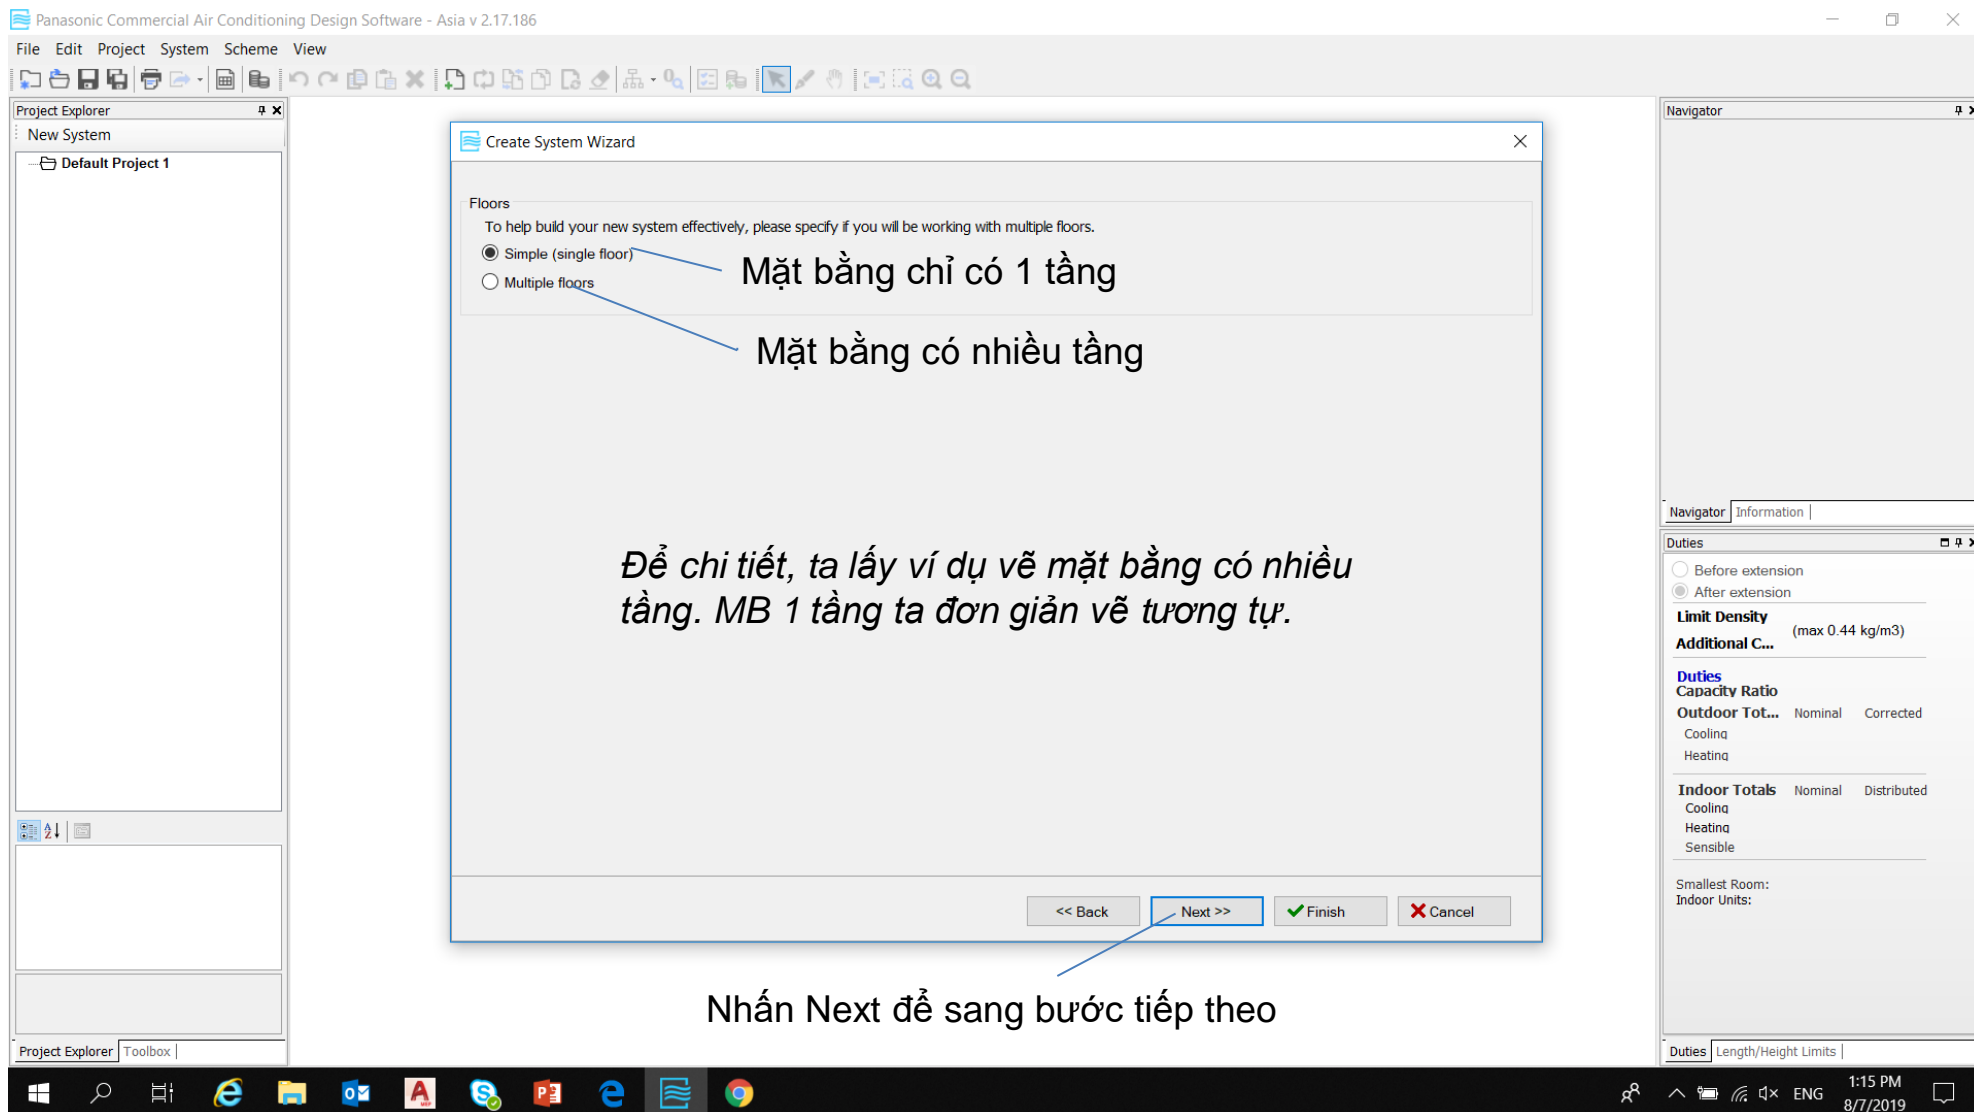 Panasonic Commercial Air Conditioning Design Software - Asia v 2.17.186
File Edit Project System Scheme View
Project Explorer
New System
Default Project 1
Create System Wizard
Floors
To help build your new system effectively, please specify if you will be working with multiple floors.
Simple (single floor)
Multiple floors
Mặt bằng chỉ có 1 tầng
Mặt bằng có nhiều tầng
Để chi tiết, ta lấy ví dụ vẽ mặt bằng có nhiều
tầng. MB 1 tầng ta đơn giản vẽ tương tự.
<< Back Next >> Finish Cancel
Nhấn Next để sang bước tiếp theo
Project Explorer Toolbox
Navigator
Navigator Information
Duties
Before extension
After extension
Limit Density
(max 0.44 kg/m3)
Additional C...
Duties
Capacity Ratio
Outdoor Tot... Nominal Corrected
Cooling
Heating
Indoor Totals Nominal Distributed
Cooling
Heating
Sensible
Smallest Room:
Indoor Units:
Duties Length/Height Limits
ENG
1:15 PM
8/7/2019